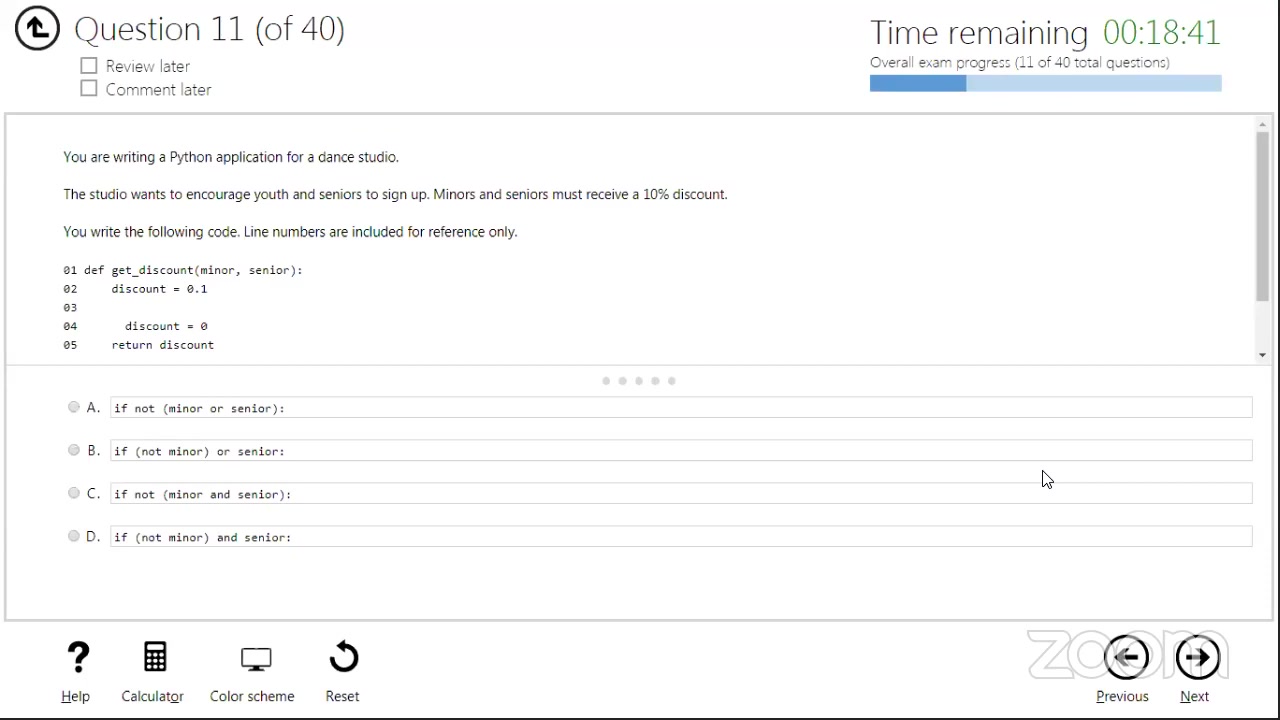 Question 11 (of 40)
Time remaining 00:18:41
Review later
Overall exam progress (11 of 40 total questions)
Comment later
You are writing a Python application for a dance studio.
The studio wants to encourage youth and seniors to sign up. Minors and seniors must receive a 10% discount.
You write the following code. Line numbers are included for reference only.
01 def get_discount(minor, senior):
02 discount = 0.1
03
04 discount = 0
05 return discount
A. if not (minor or senior):
B. if (not minor) or senior:
C. if not (minor and senior):
D. if (not minor) and senior:
zoom
? Help
Calculator
Color scheme
Reset
Previous
Next